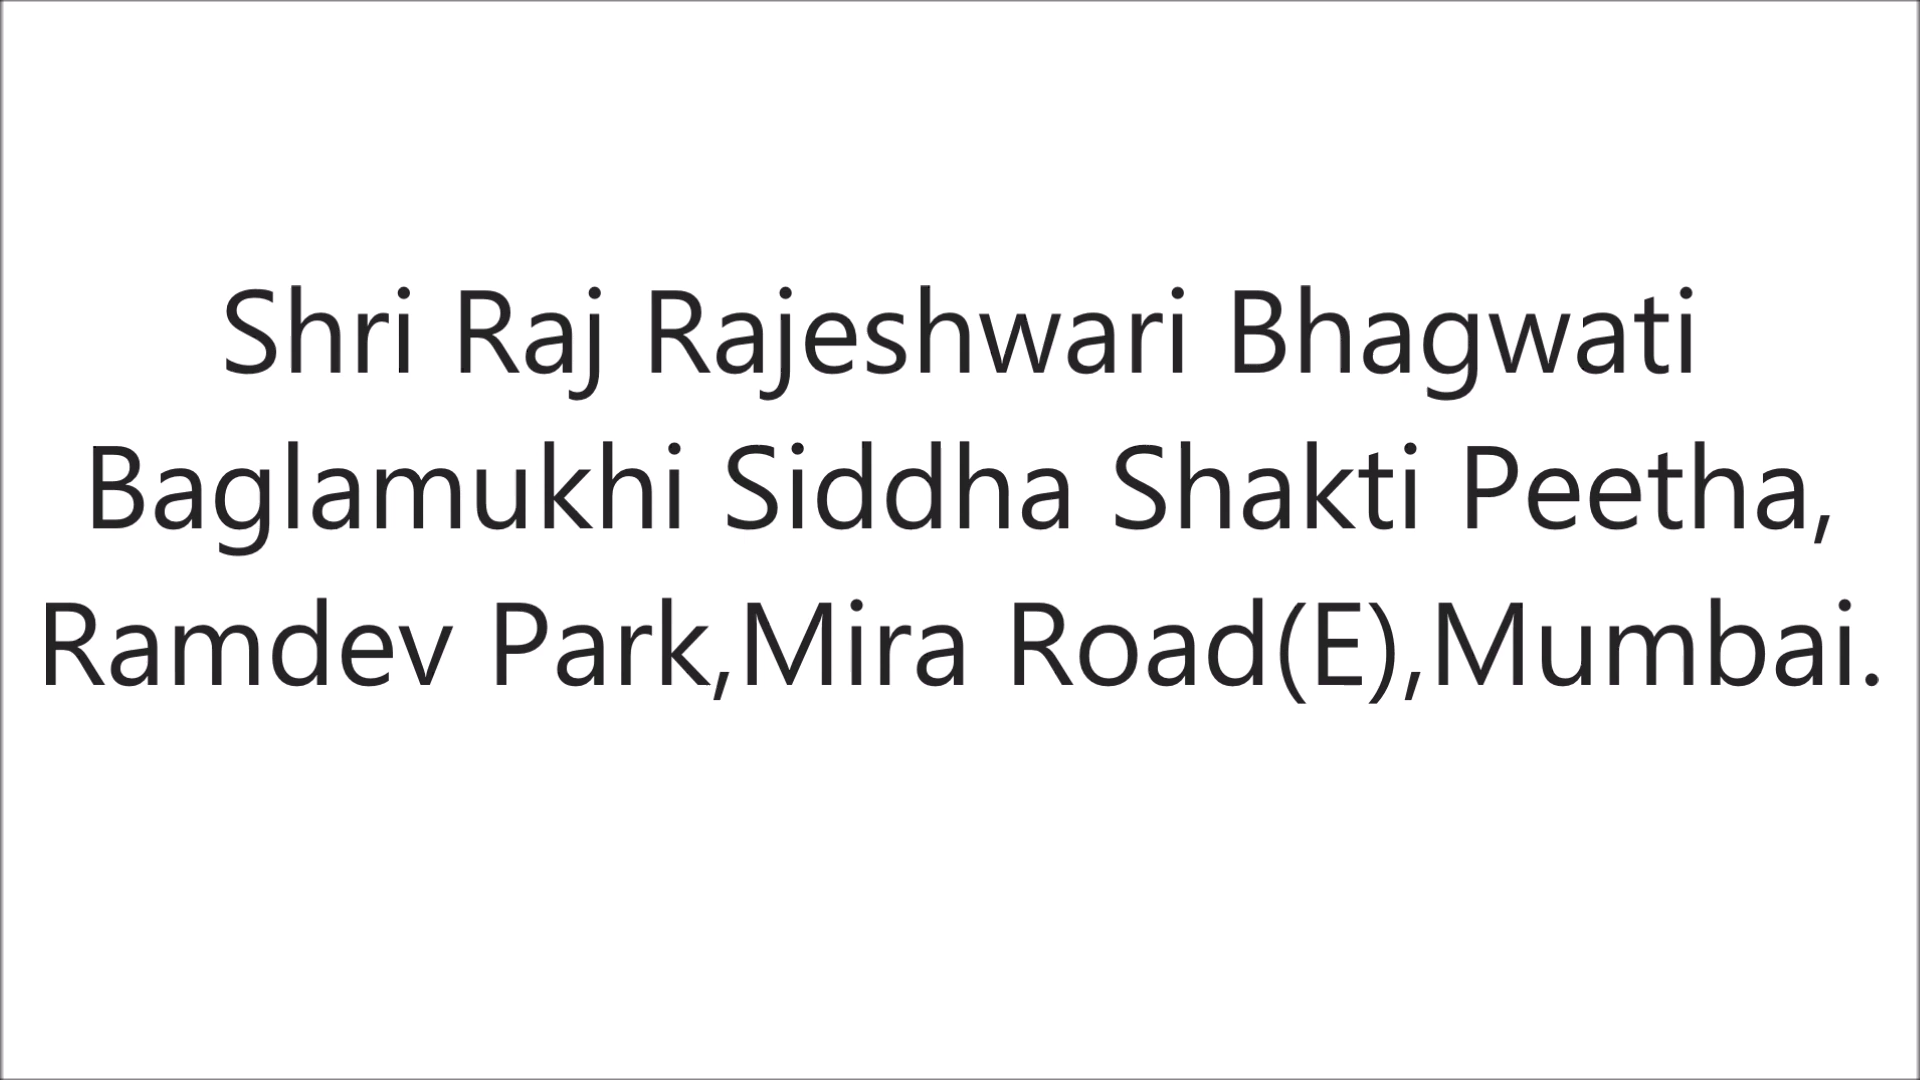 Shri Raj Rajeshwari Bhagwati
Baglamukhi Siddha Shakti Peetha,
Ramdev Park,Mira Road(E),Mumbai.